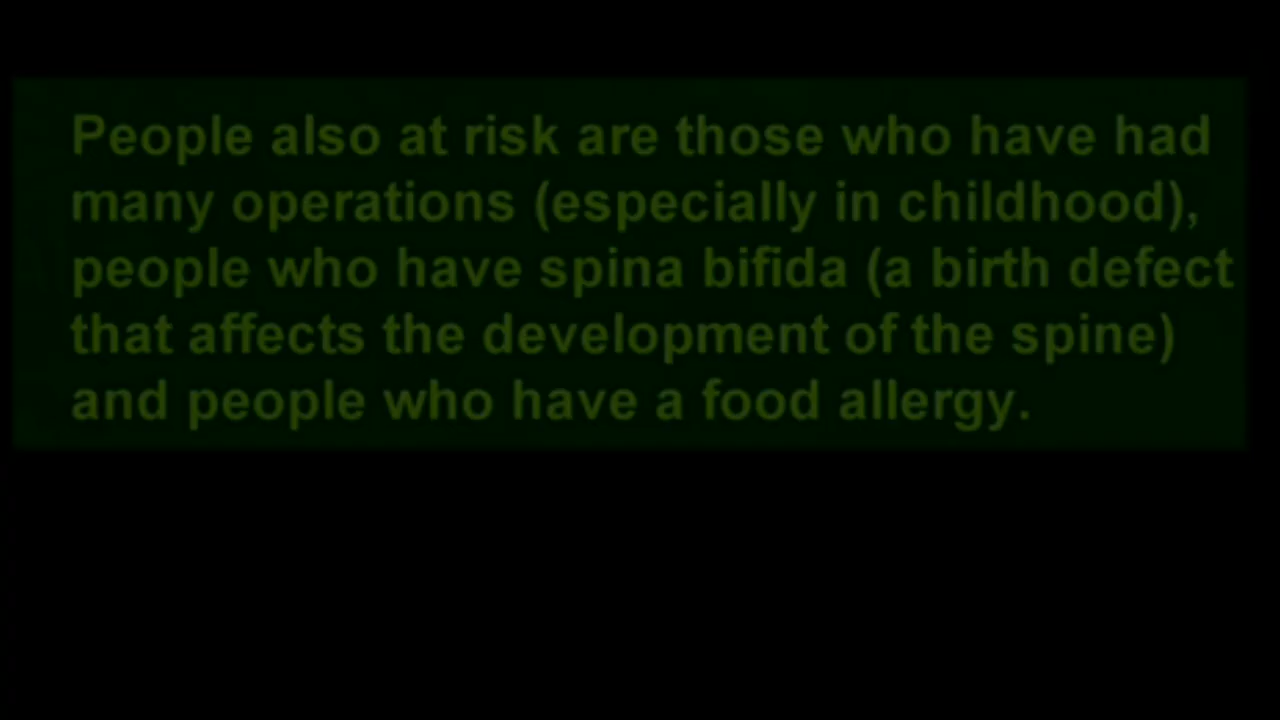 People also at risk are those who have had
many operations (especially in childhood),
people who have spina bifida (a birth defect
that affects the development of the spine)
and people who have a food allergy.